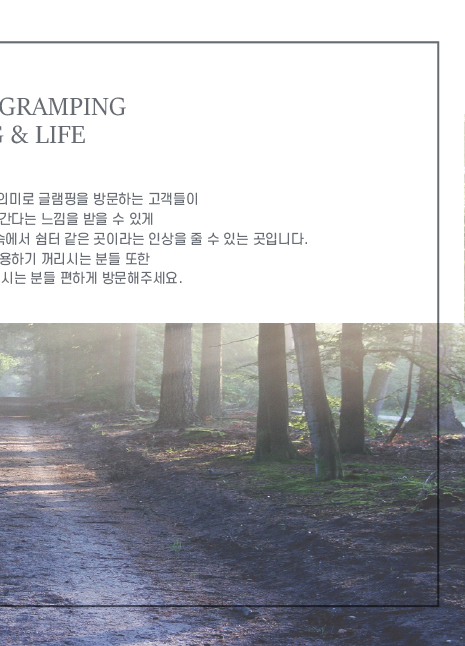 GRAMPING
& LIFE
의미로 글램핑을 방문하는 고객들이
간다는 느낌을 받을 수 있게
속에서 쉼터 같은 곳이라는 인상을 줄 수 있는 곳입니다.
용하기 꺼리시는 분들 또한
시는 분들 편하게 방문해주세요.